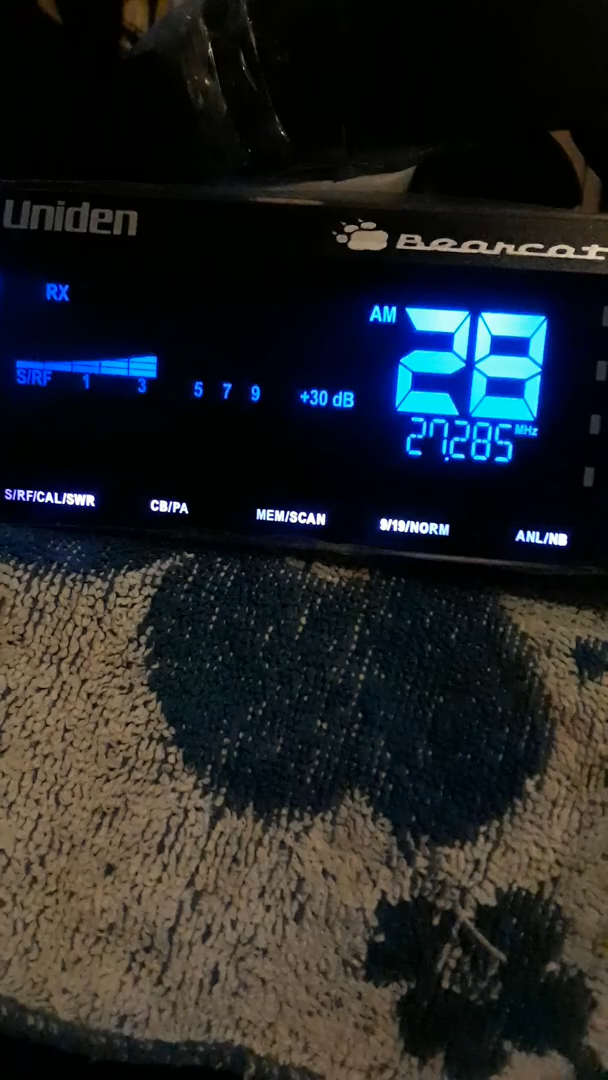 Uniden
Bearcat
RX
AM 28
S/RF 1 3 5 7 9 +30 dB
27.285 MHz
S/RF/CAL/SWR CB/PA MEM/SCAN 9/19/NORM ANL/NB